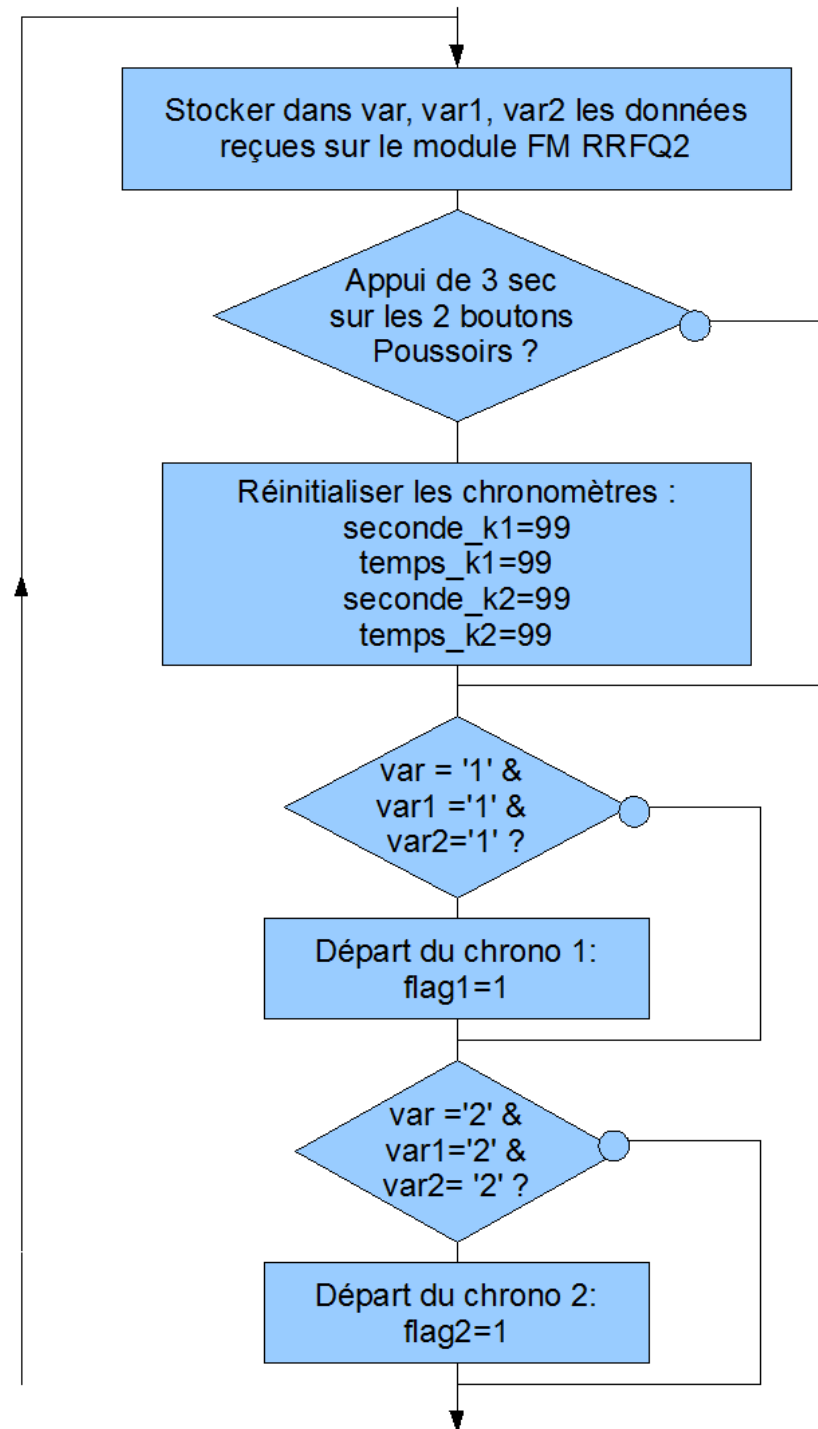 Stocker dans var, var1, var2 les données
reçues sur le module FM RRFQ2
Appui de 3 sec
sur les 2 boutons
Poussoirs ?
Réinitialiser les chronomètres :
seconde_k1=99
temps_k1=99
seconde_k2=99
temps_k2=99
var = '1' &
var1 ='1' &
var2='1' ?
Départ du chrono 1:
flag1=1
var ='2' &
var1='2' &
var2= '2' ?
Départ du chrono 2:
flag2=1